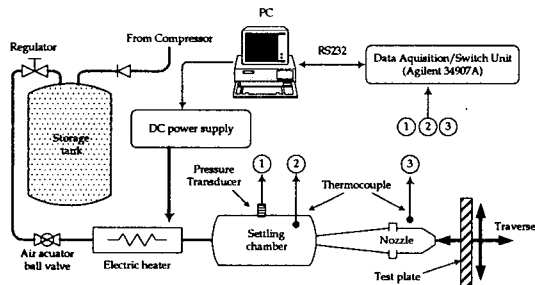 PC
Regulator
From Compressor
RS232
Data Aquisition/Switch Unit
(Agilent 34907A)
Storage
tank
DC power supply
1 2 3
Pressure
Transducer
1
2
Thermocouple
3
Settling
chamber
Nozzle
Traverse
Air acuator
ball valve
Electric heater
Test plate